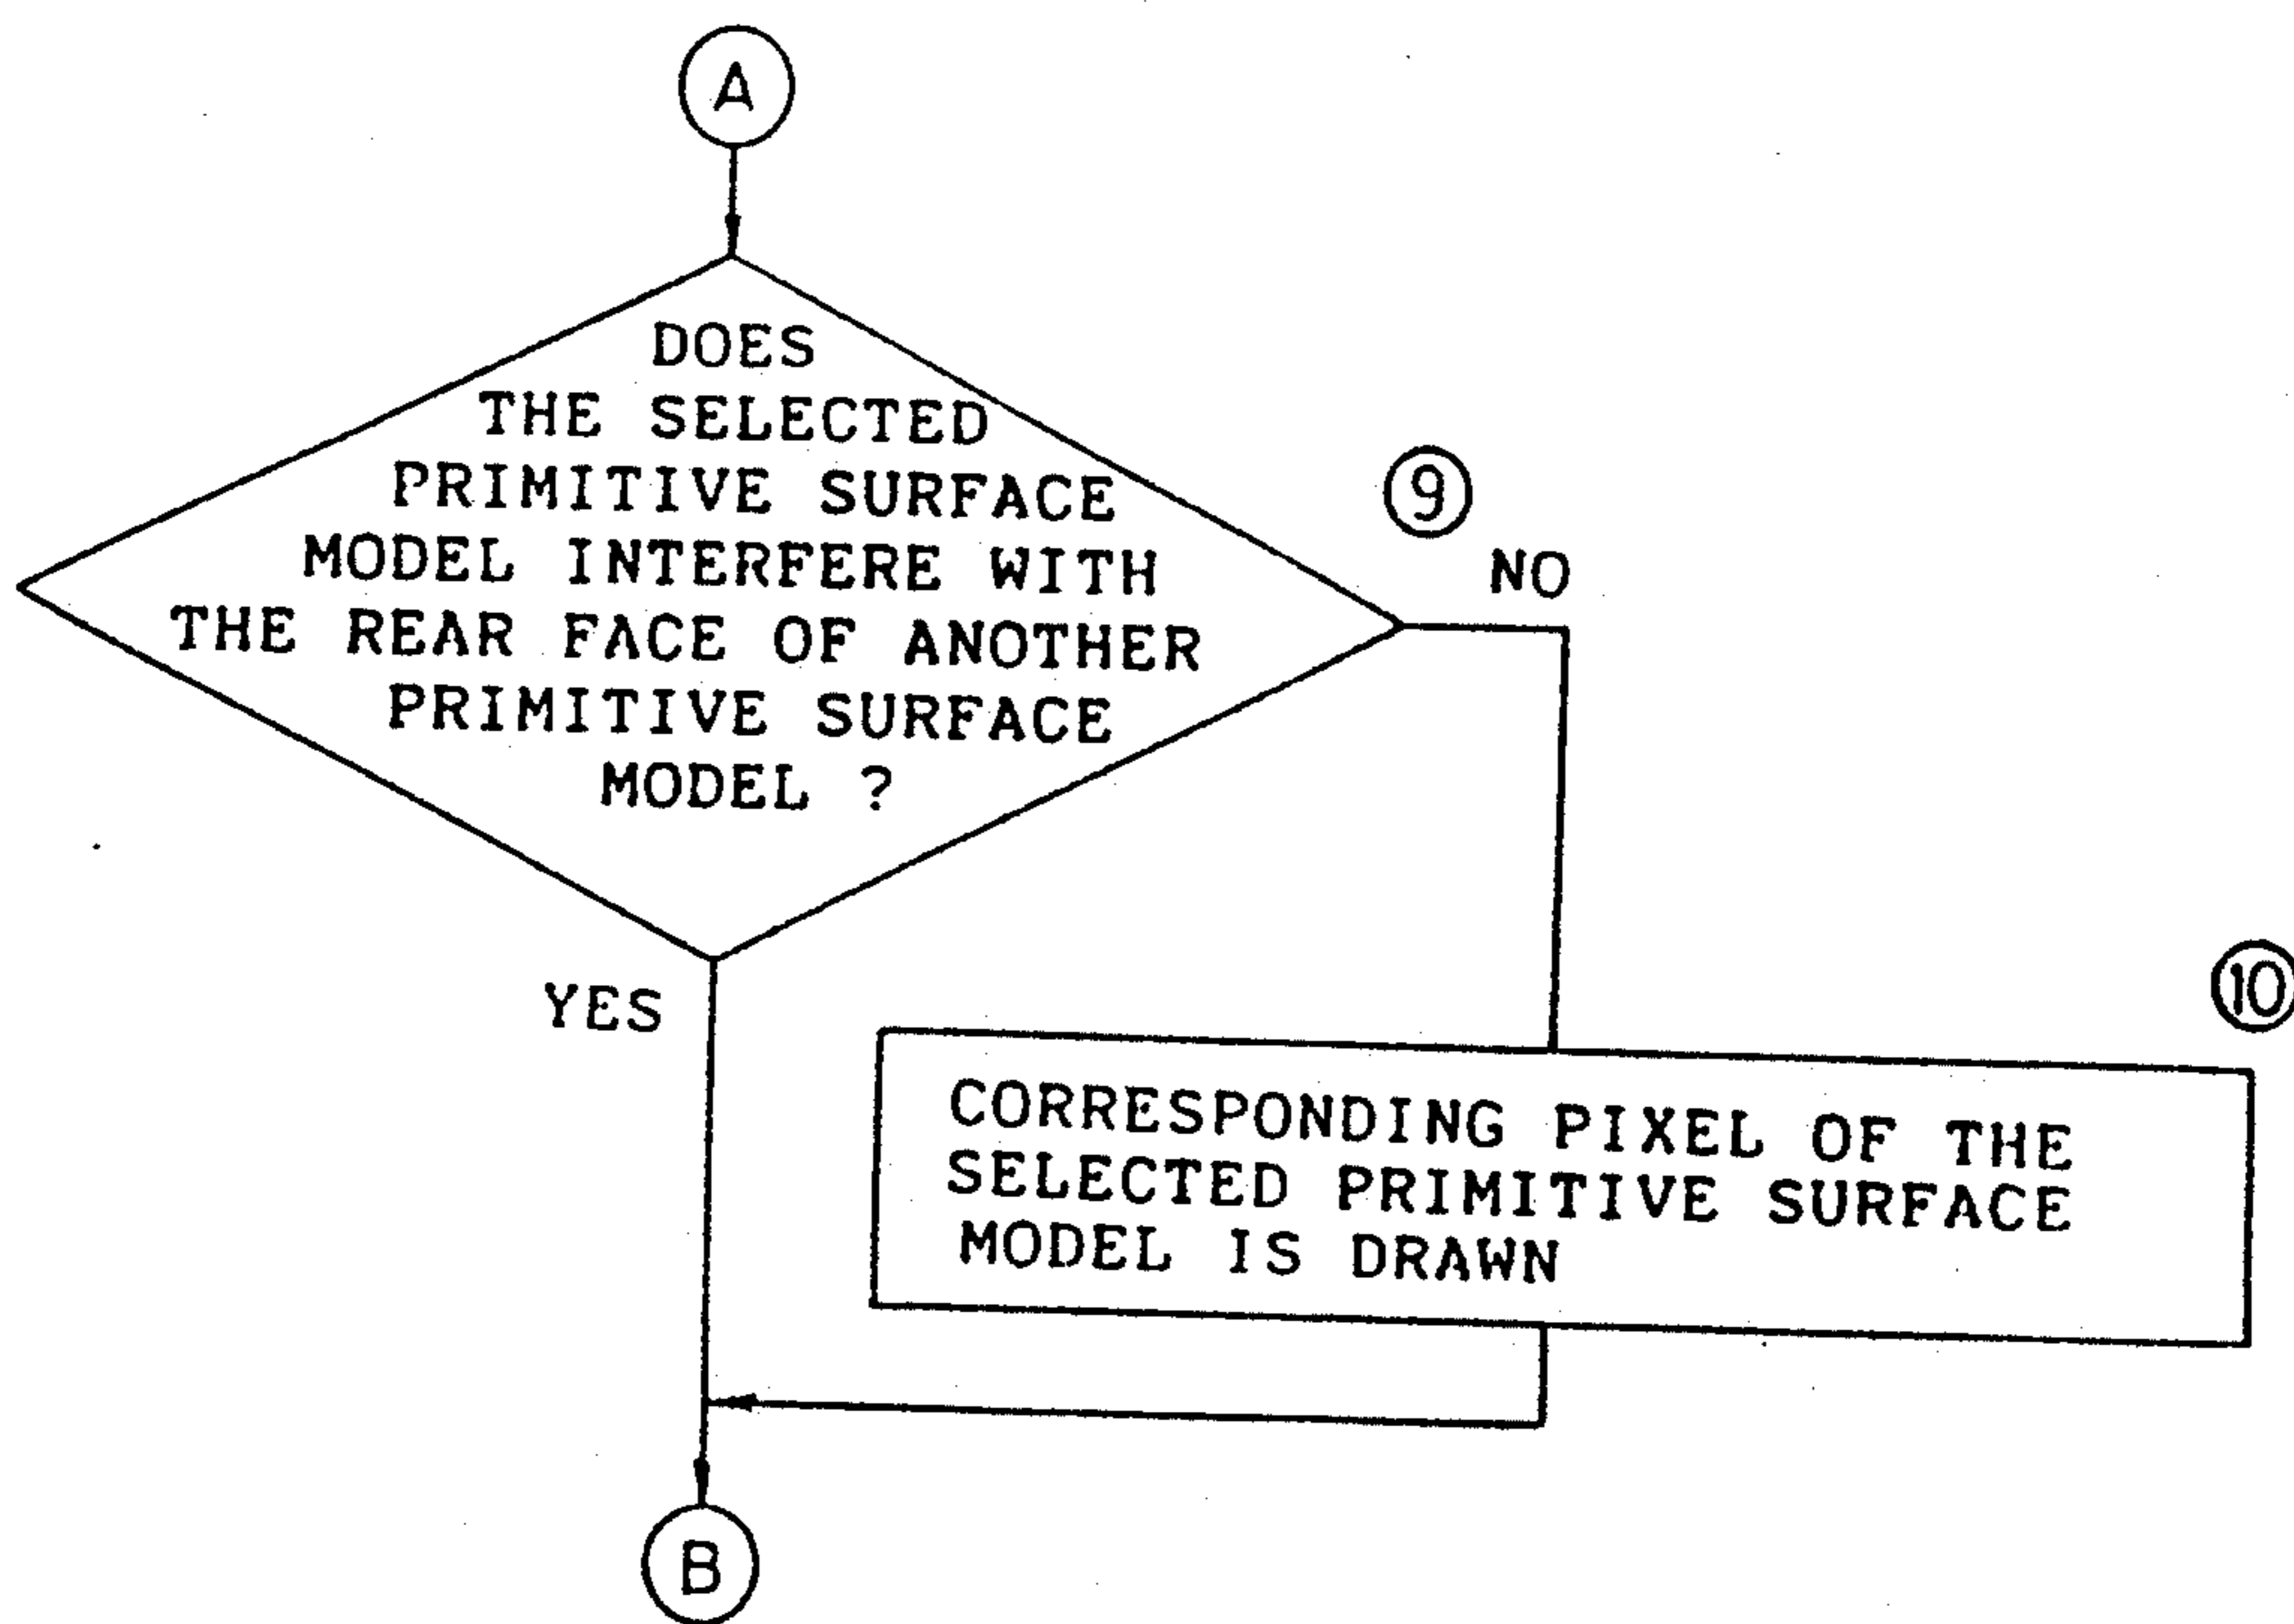 A
DOES
THE SELECTED
PRIMITIVE SURFACE
MODEL INTERFERE WITH
THE REAR FACE OF ANOTHER
PRIMITIVE SURFACE
MODEL ?
9
NO
YES
10
CORRESPONDING PIXEL OF THE
SELECTED PRIMITIVE SURFACE
MODEL IS DRAWN
B